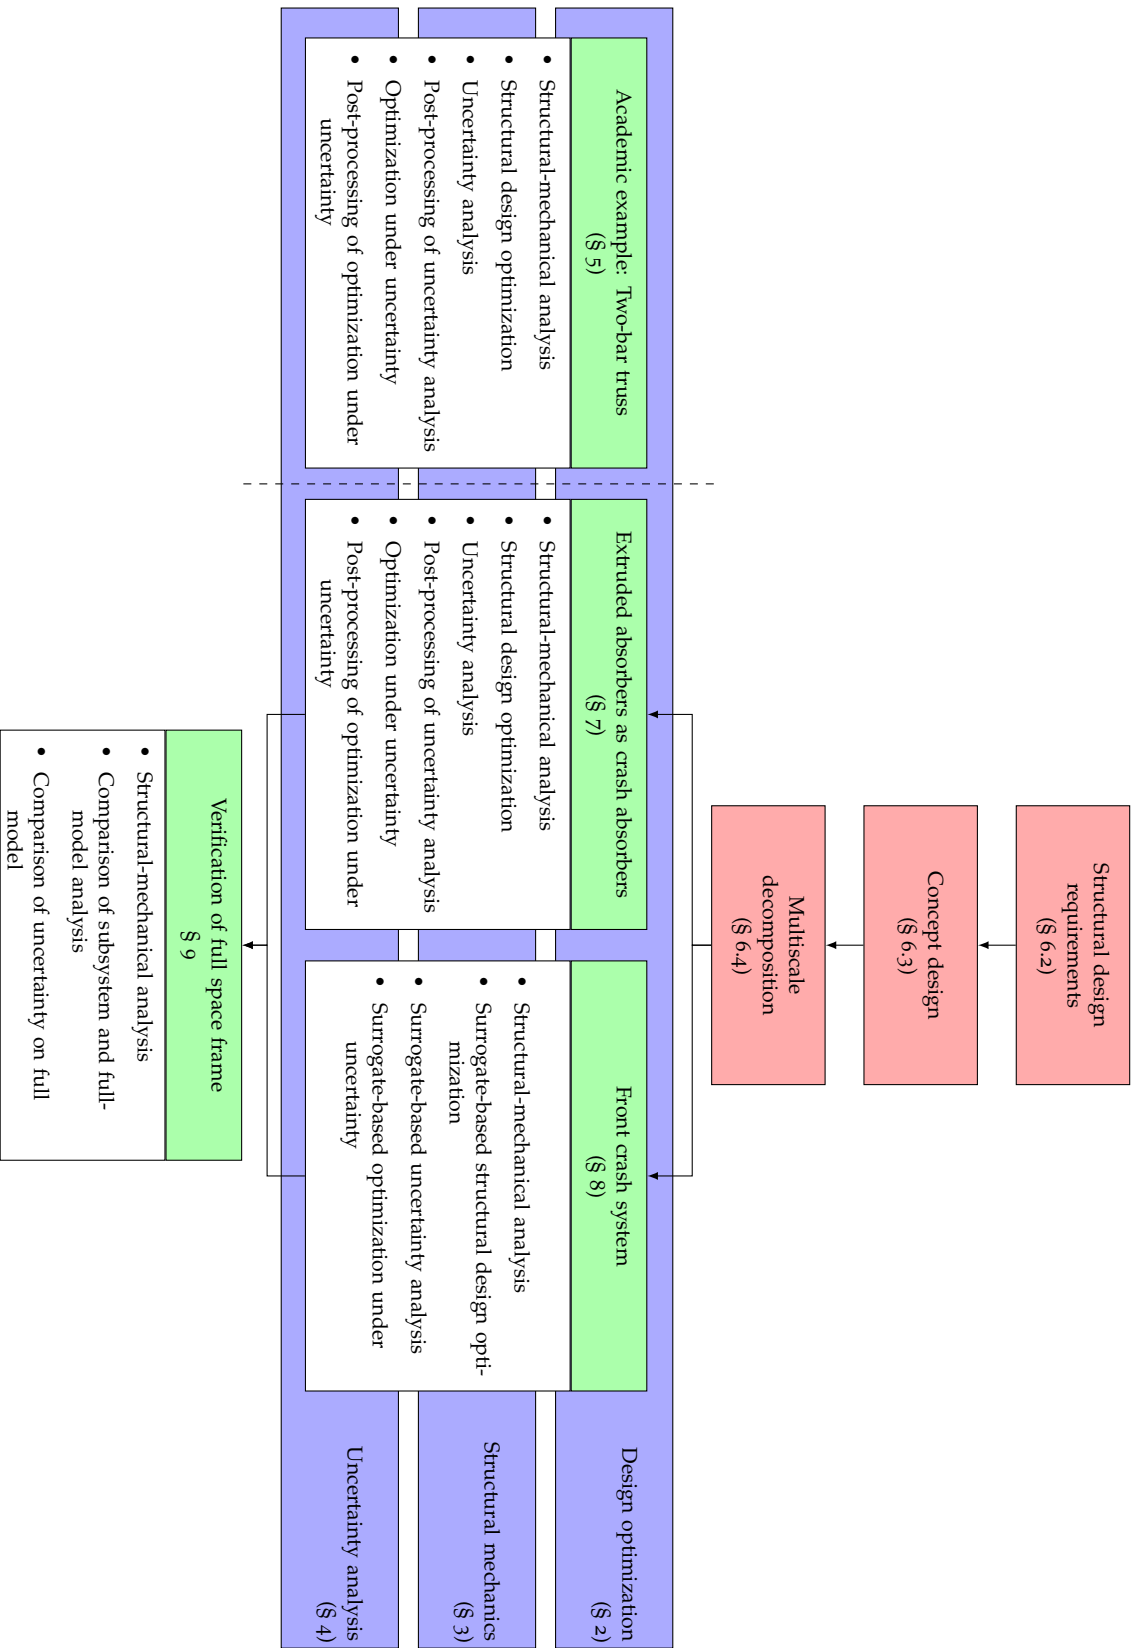 Structural design
requirements
(§ 6.2)
Concept design
(§ 6.3)
Multiscale
decomposition
(§ 6.4)
Academic example: Two-bar truss
(§ 5)
• Structural-mechanical analysis
• Structural design optimization
• Uncertainty analysis
• Post-processing of uncertainty analysis
• Optimization under uncertainty
• Post-processing of optimization under
uncertainty
Extruded absorbers as crash absorbers
(§ 7)
• Structural-mechanical analysis
• Structural design optimization
• Uncertainty analysis
• Post-processing of uncertainty analysis
• Optimization under uncertainty
• Post-processing of optimization under
uncertainty
Front crash system
(§ 8)
• Structural-mechanical analysis
• Surrogate-based structural design opti-
mization
• Surrogate-based uncertainty analysis
• Surrogate-based optimization under
uncertainty
Design optimization
(§ 2)
Structural mechanics
(§ 3)
Uncertainty analysis
(§ 4)
Verification of full space frame
§ 9
• Structural-mechanical analysis
• Comparison of subsystem and full-
model analysis
• Comparison of uncertainty on full
model